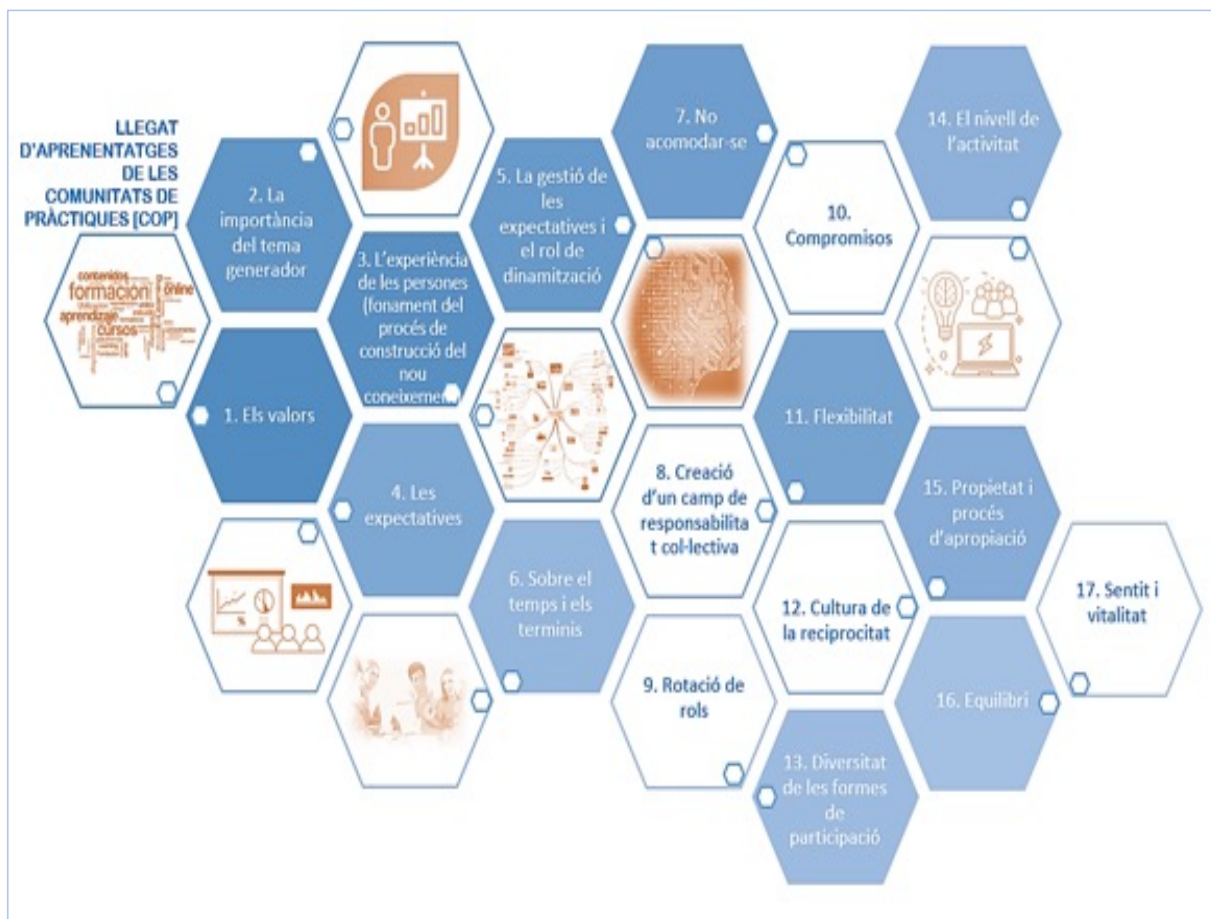 LLEGAT
D'APRENENTATGES
DE LES
COMUNITATS DE
PRÀCTIQUES [COP]
contenidos
formacion
online
aprendizaje
cursos
1. Els valors
2. La
importància
del tema
generador
3. L'experiència
de les persones
(fonament del
procés de
construcció del
nou
coneixement
4. Les
expectatives
5. La gestió de
les
expectatives i
el rol de
dinamització
6. Sobre el
temps i els
terminis
7. No
acomodar-se
8. Creació
d'un camp de
responsabilita
t col·lectiva
9. Rotació de
rols
10.
Compromisos
11. Flexibilitat
12. Cultura de
la reciprocitat
13. Diversitat
de les formes
de
participació
14. El nivell de
l'activitat
15. Propietat i
procés
d'apropiació
16. Equilibri
17. Sentit i
vitalitat
%